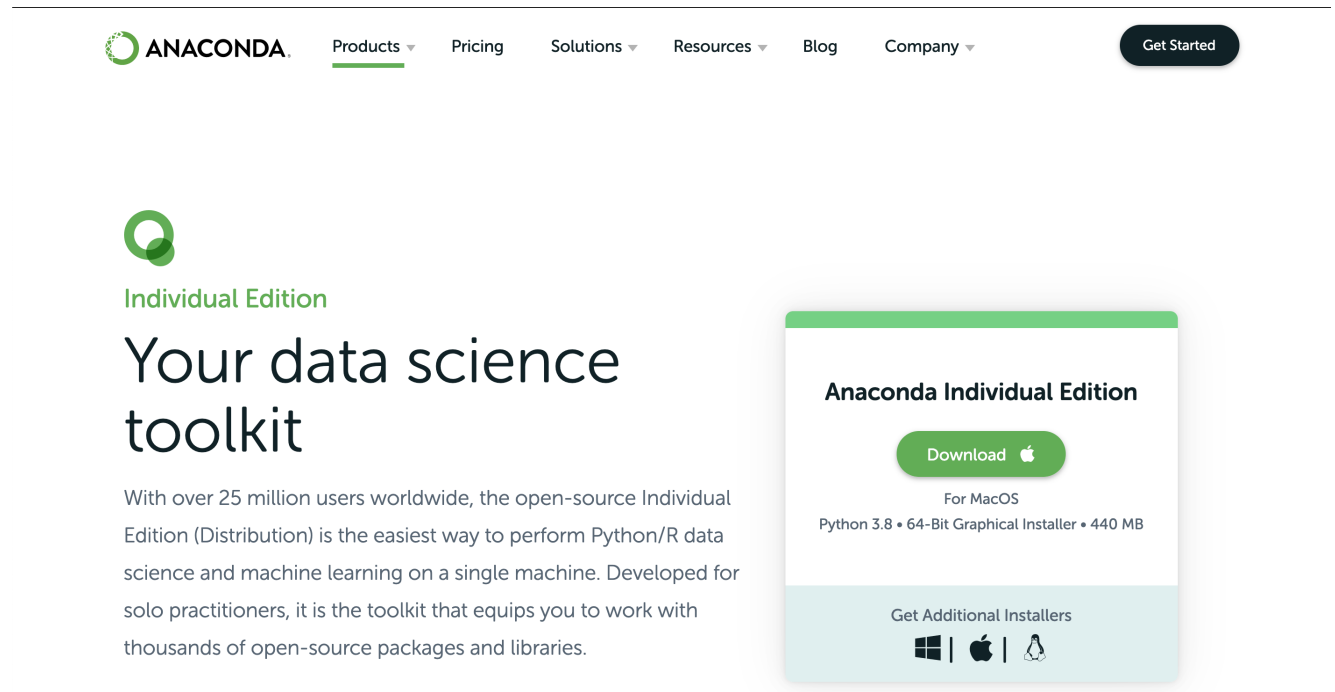 ANACONDA.
Products
Pricing
Solutions
Resources
Blog
Company
Get Started
Individual Edition
Your data science
toolkit
With over 25 million users worldwide, the open-source Individual
Edition (Distribution) is the easiest way to perform Python/R data
science and machine learning on a single machine. Developed for
solo practitioners, it is the toolkit that equips you to work with
thousands of open-source packages and libraries.
Anaconda Individual Edition
Download
For MacOS
Python 3.8 • 64-Bit Graphical Installer • 440 MB
Get Additional Installers
| |